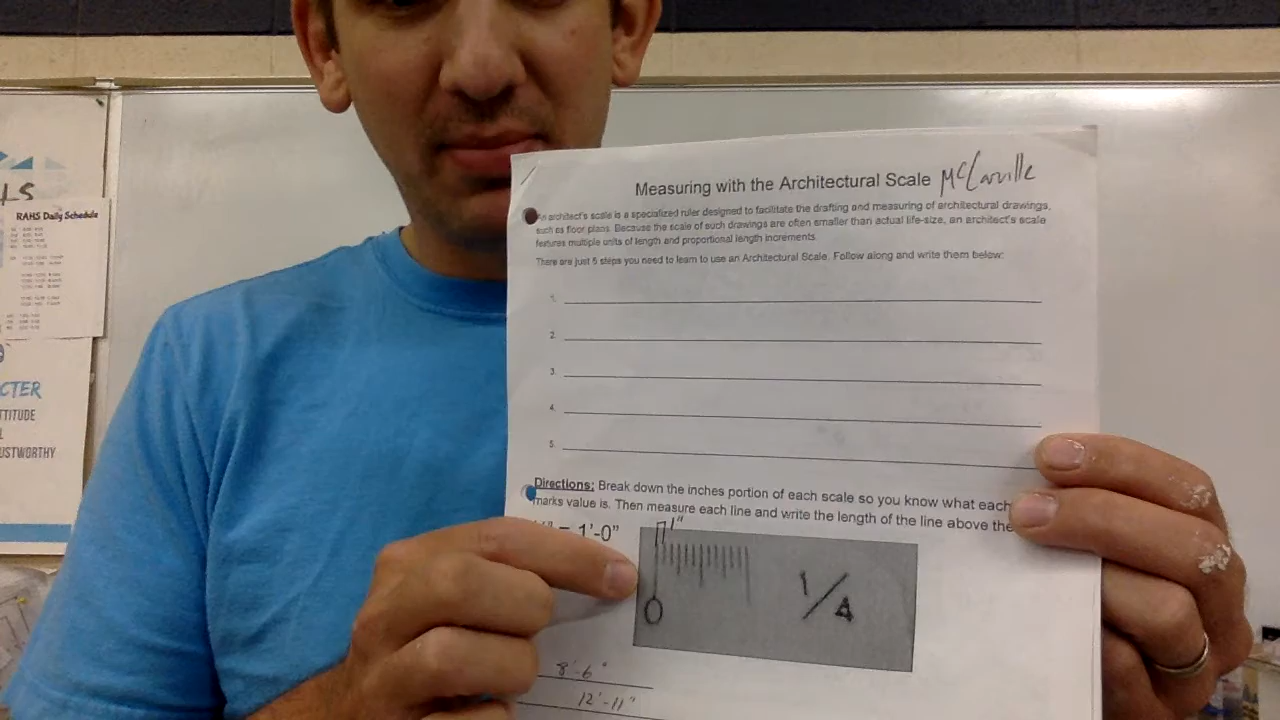 LS
RAHS Daily Schedule
CTER
TTITUDE
USTWORTHY
Measuring with the Architectural Scale McCarville
An architect's scale is a specialized ruler designed to facilitate the drafting and measuring of architectural drawings,
such as floor plans. Because the scale of such drawings are often smaller than actual life-size, an architect's scale
features multiple units of length and proportional length increments.
There are just 5 steps you need to learn to use an Architectural Scale. Follow along and write them below:
1.
2.
3.
4.
5.
Directions: Break down the inches portion of each scale so you know what each
marks value is. Then measure each line and write the length of the line above the
= 1'-0"
1"
0
1/4
8'-6"
12'-11"